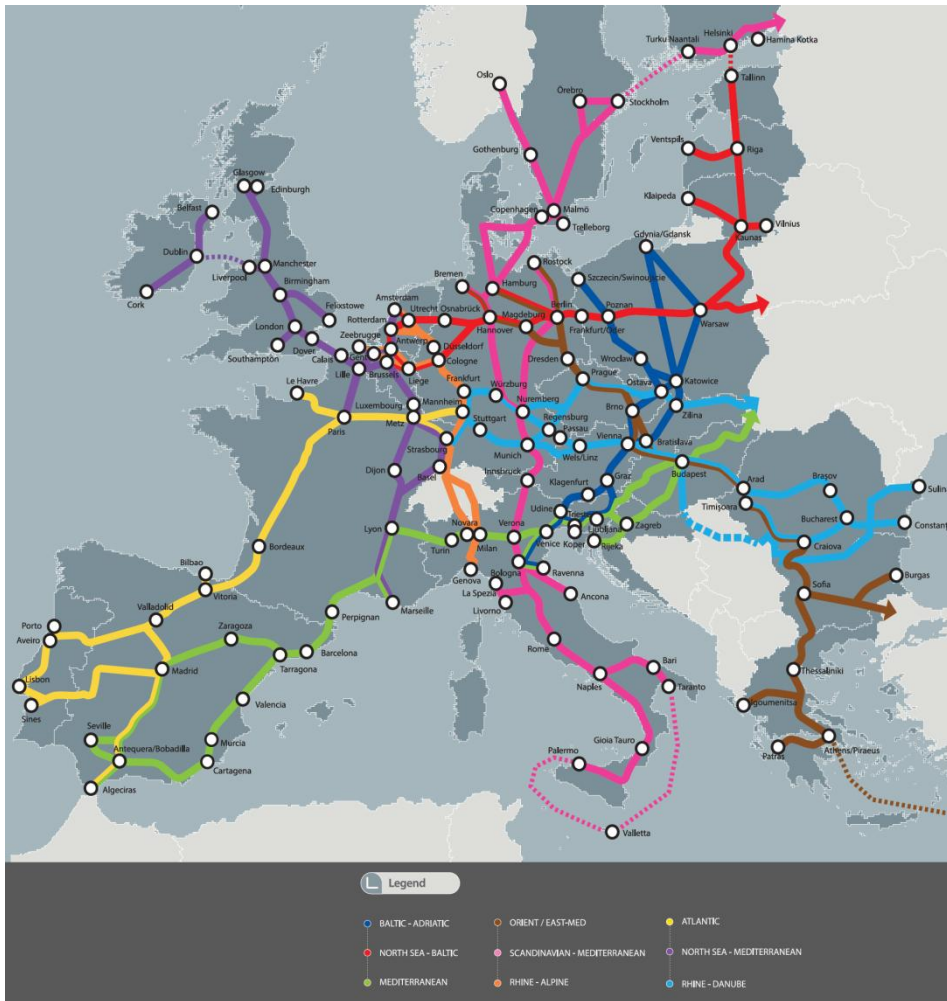 Helsinki
Turku Naantali
Hamina Kotka
Tallinn
Oslo
Örebro
Stockholm
Ventspils
Riga
Gothenburg
Glasgow
Edinburgh
Klaipeda
Belfast
Copenhagen
Malmö
Trelleborg
Vilnius
Kaunas
Gdynia/Gdansk
Dublin
Liverpool
Manchester
Rostock
Bremen
Szczecin/Swinoujscie
Cork
Birmingham
Hamburg
Felixstowe
Amsterdam
Utrecht
Osnabrück
Magdeburg
Berlin
Poznan
London
Rotterdam
Hannover
Frankfurt/Oder
Warsaw
Zeebrugge
Antwerp
Düsseldorf
Southampton
Dover
Calais
Gent
Cologne
Dresden
Wroclaw
Lille
Brussels
Liege
Prague
Le Havre
Frankfurt
Würzburg
Ostava
Katowice
Luxembourg
Mannheim
Nuremberg
Brno
Zilina
Paris
Metz
Stuttgart
Regensburg
Passau
Strasbourg
Vienna
Bratislava
Munich
Wels/Linz
Dijon
Basel
Innsbruck
Budapest
Klagenfurt
Graz
Arad
Brașov
Sulina
Timișoara
Udine
Triest
Ljubljana
Zagreb
Lyon
Novara
Verona
Bucharest
Constant
Turin
Milan
Venice
Koper
Rijeka
Craiova
Bordeaux
Genova
Bologna
Ravenna
Bilbao
La Spezia
Sofia
Burgas
Vitoria
Marseille
Livorno
Ancona
Valladolid
Perpignan
Porto
Zaragoza
Aveiro
Rome
Barcelona
Madrid
Tarragona
Bari
Thessaliniki
Lisbon
Naples
Taranto
Sines
Valencia
Igoumenitsa
Seville
Murcia
Gioia Tauro
Antequera/Bobadilla
Palermo
Patras
Athens/Piraeus
Cartagena
Algeciras
Valletta
Legend
BALTIC - ADRIATIC
ORIENT / EAST-MED
ATLANTIC
NORTH SEA - BALTIC
SCANDINAVIAN - MEDITERRANEAN
NORTH SEA - MEDITERRANEAN
MEDITERRANEAN
RHINE - ALPINE
RHINE - DANUBE